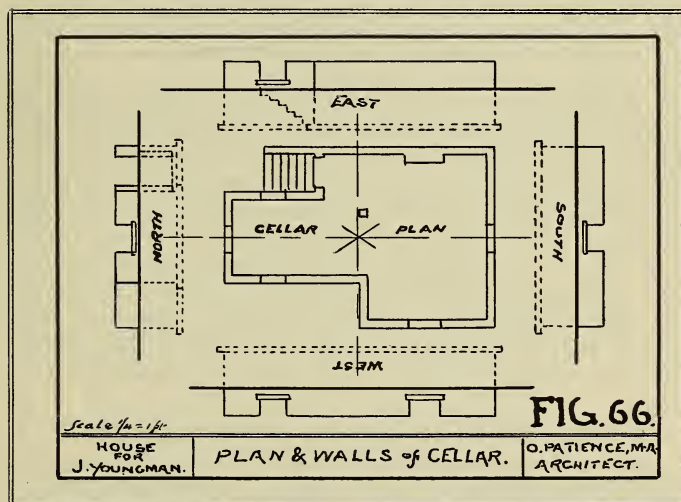 EAST
NORTH
CELLAR PLAN
SOUTH
WEST
FIG. 66.
Scale ¼" = 1 ft.
HOUSE
FOR
J. YOUNGMAN.
PLAN & WALLS of CELLAR.
O. PATIENCE, M.A.
ARCHITECT.